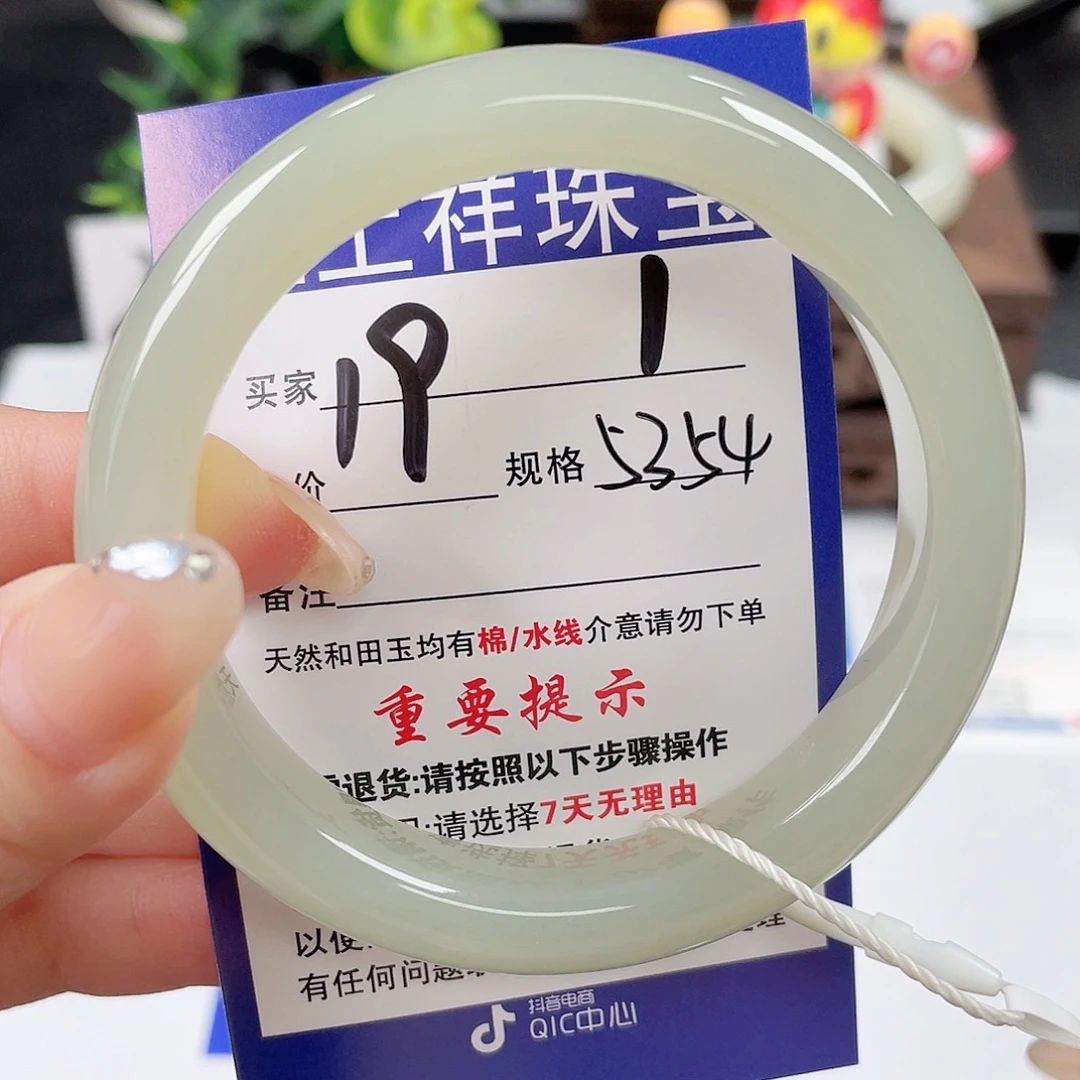 祥珠宝
19 1
买家
价 规格 5354
备注
天然和田玉均有棉/水线介意请勿下单
重要提示
退货:请按照以下步骤操作
:请选择7天无理由
以便
有任何问题
抖音电商
QIC中心